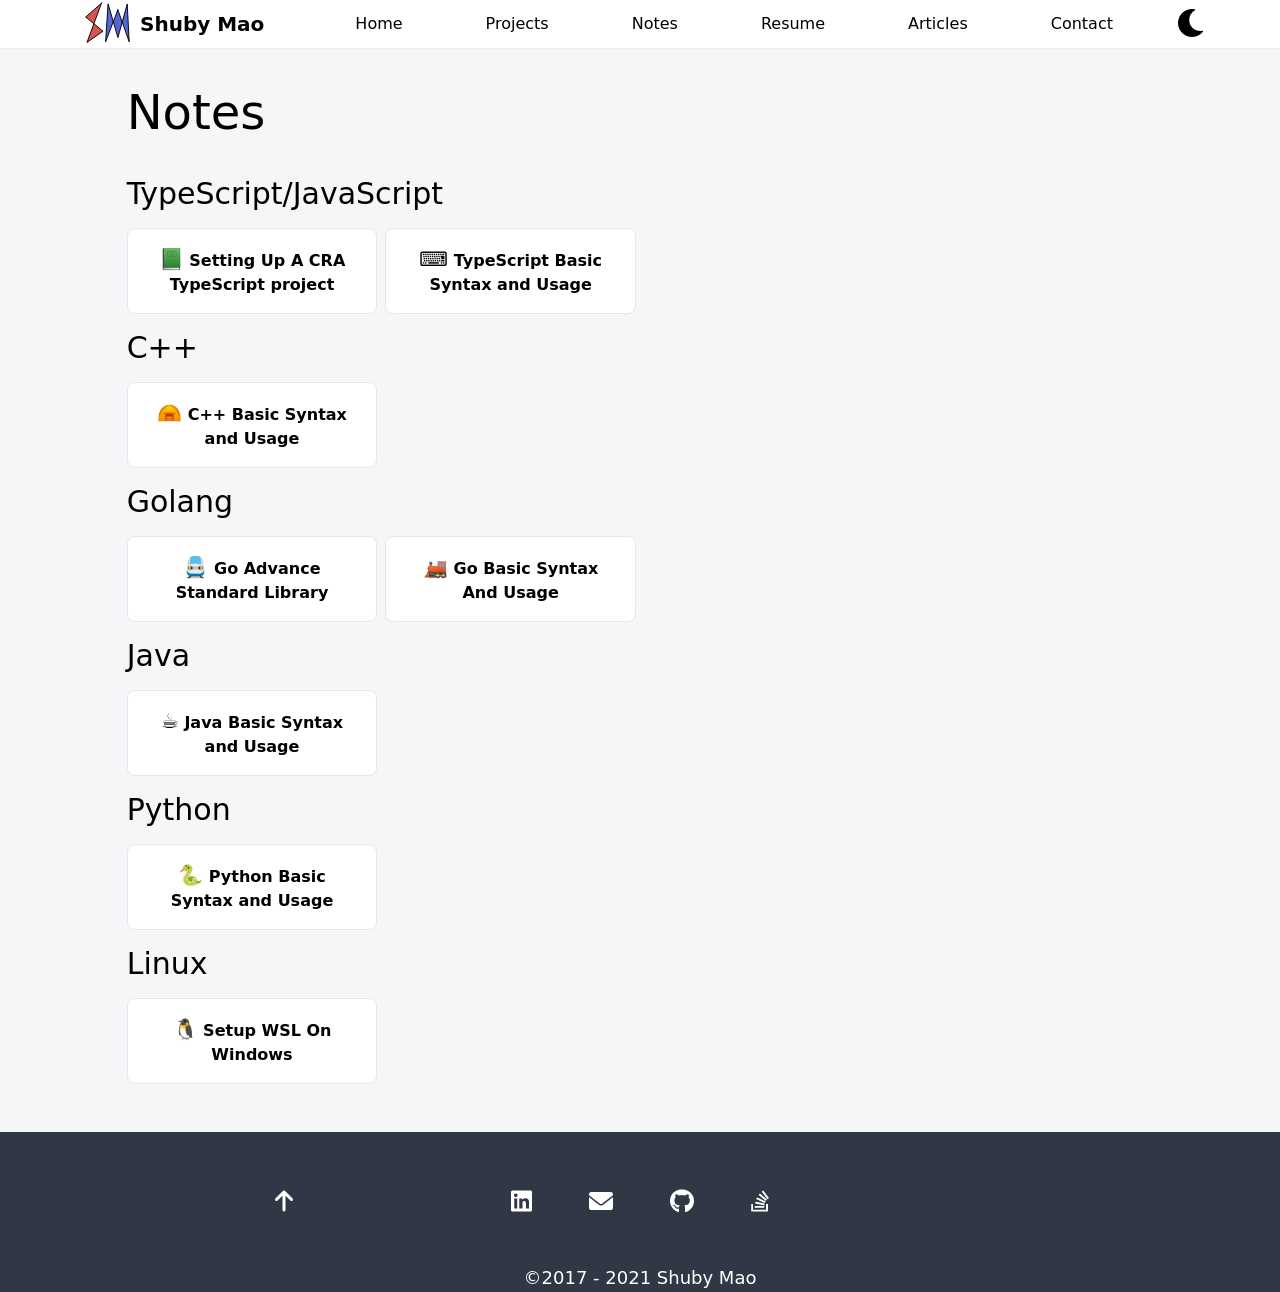 SM Shuby Mao Home Projects Notes Resume Articles Contact
Notes
TypeScript/JavaScript
📗 Setting Up A CRA
TypeScript project
⌨ TypeScript Basic
Syntax and Usage
C++
C++ Basic Syntax
and Usage
Golang
Go Advance
Standard Library
🚂 Go Basic Syntax
And Usage
Java
☕ Java Basic Syntax
and Usage
Python
🐍 Python Basic
Syntax and Usage
Linux
🐧 Setup WSL On
Windows
©2017 - 2021 Shuby Mao